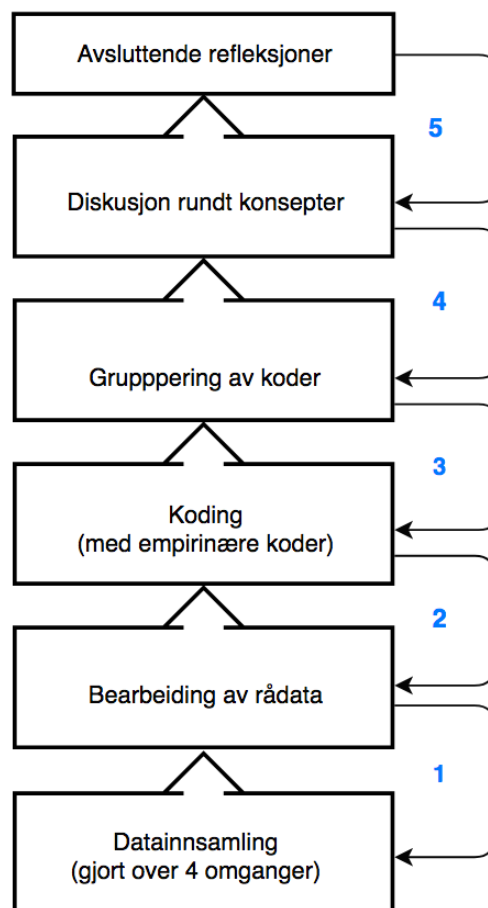 Avsluttende refleksjoner
5
Diskusjon rundt konsepter
4
Grupppering av koder
3
Koding
(med empirinære koder)
2
Bearbeiding av rådata
1
Datainnsamling
(gjort over 4 omganger)